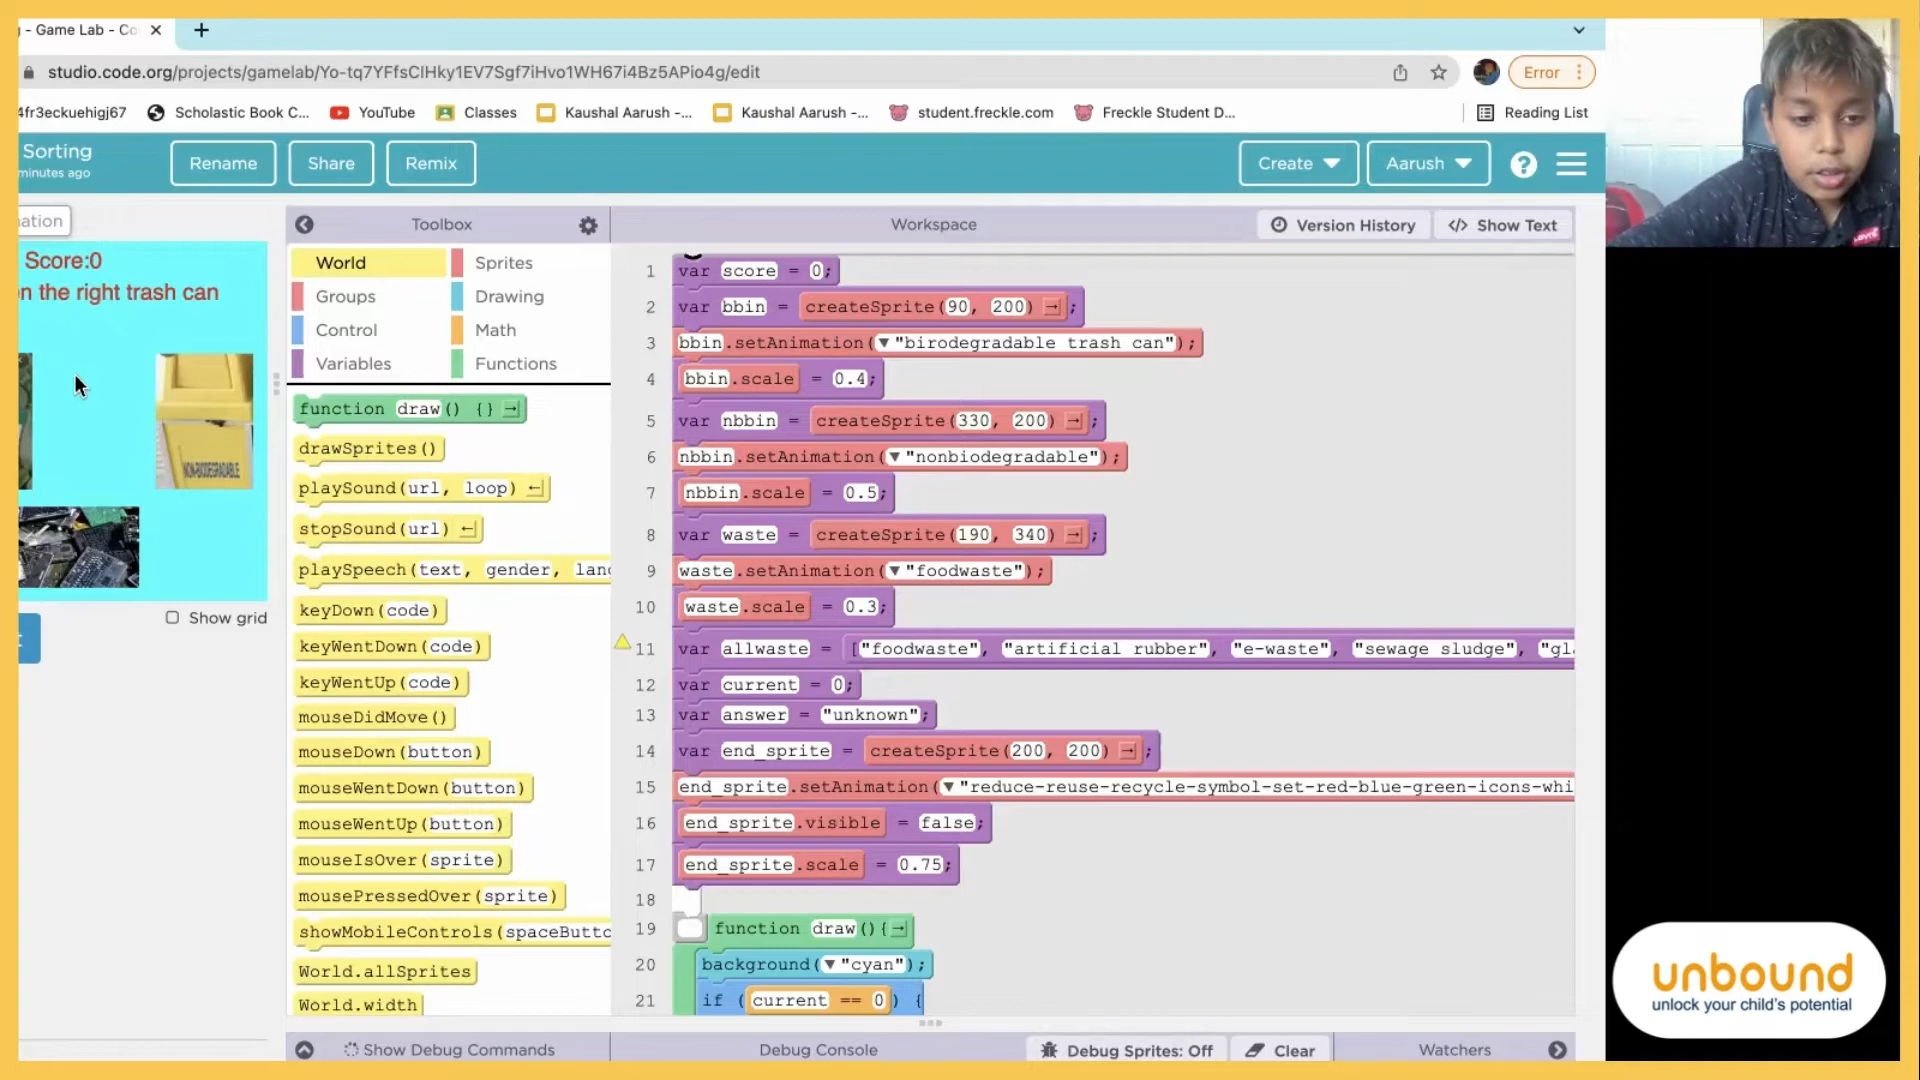 - Game Lab - Co
studio.code.org/projects/gamelab/Yo-tq7YFfsClHky1EV7Sgf7iHvo1WH67i4Bz5APio4g/edit
Error
4fr3eckuehigj67
Scholastic Book C...
YouTube
Classes
Kaushal Aarush -...
Kaushal Aarush -...
student.freckle.com
Freckle Student D...
Reading List
Sorting
minutes ago
Rename
Share
Remix
Create
Aarush
?
ation
Score:0
n the right trash can
NON-BIODEGRADABLE
Show grid
Toolbox
World
Sprites
Groups
Drawing
Control
Math
Variables
Functions
function draw() {}
drawSprites()
playSound(url, loop)
stopSound(url)
playSpeech(text, gender, lang
keyDown(code)
keyWentDown(code)
keyWentUp(code)
mouseDidMove()
mouseDown(button)
mouseWentDown(button)
mouseWentUp(button)
mouseIsOver(sprite)
mousePressedOver(sprite)
showMobileControls(spaceButto
World.allSprites
World.width
Workspace
Version History
</> Show Text
1 var score = 0;
2 var bbin = createSprite(90, 200);
3 bbin.setAnimation("birodegradable trash can");
4 bbin.scale = 0.4;
5 var nbbin = createSprite(330, 200);
6 nbbin.setAnimation("nonbiodegradable");
7 nbbin.scale = 0.5;
8 var waste = createSprite(190, 340);
9 waste.setAnimation("foodwaste");
10 waste.scale = 0.3;
11 var allwaste = ["foodwaste", "artificial rubber", "e-waste", "sewage sludge", "gl
12 var current = 0;
13 var answer = "unknown";
14 var end_sprite = createSprite(200, 200);
15 end_sprite.setAnimation("reduce-reuse-recycle-symbol-set-red-blue-green-icons-whi
16 end_sprite.visible = false;
17 end_sprite.scale = 0.75;
18
19 function draw(){
20 background("cyan");
21 if (current == 0) {
Show Debug Commands
Debug Console
Debug Sprites: Off
Clear
Watchers
unbound
unlock your child's potential